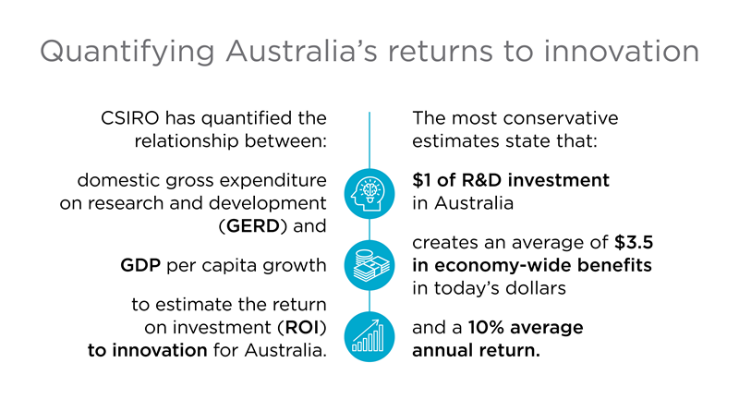 Quantifying Australia’s returns to innovation
CSIRO has quantified the
relationship between:
domestic gross expenditure
on research and development
(GERD) and
GDP per capita growth
to estimate the return
on investment (ROI)
to innovation for Australia.
The most conservative
estimates state that:
$1 of R&D investment
in Australia
creates an average of $3.5
in economy-wide benefits
in today’s dollars
and a 10% average
annual return.